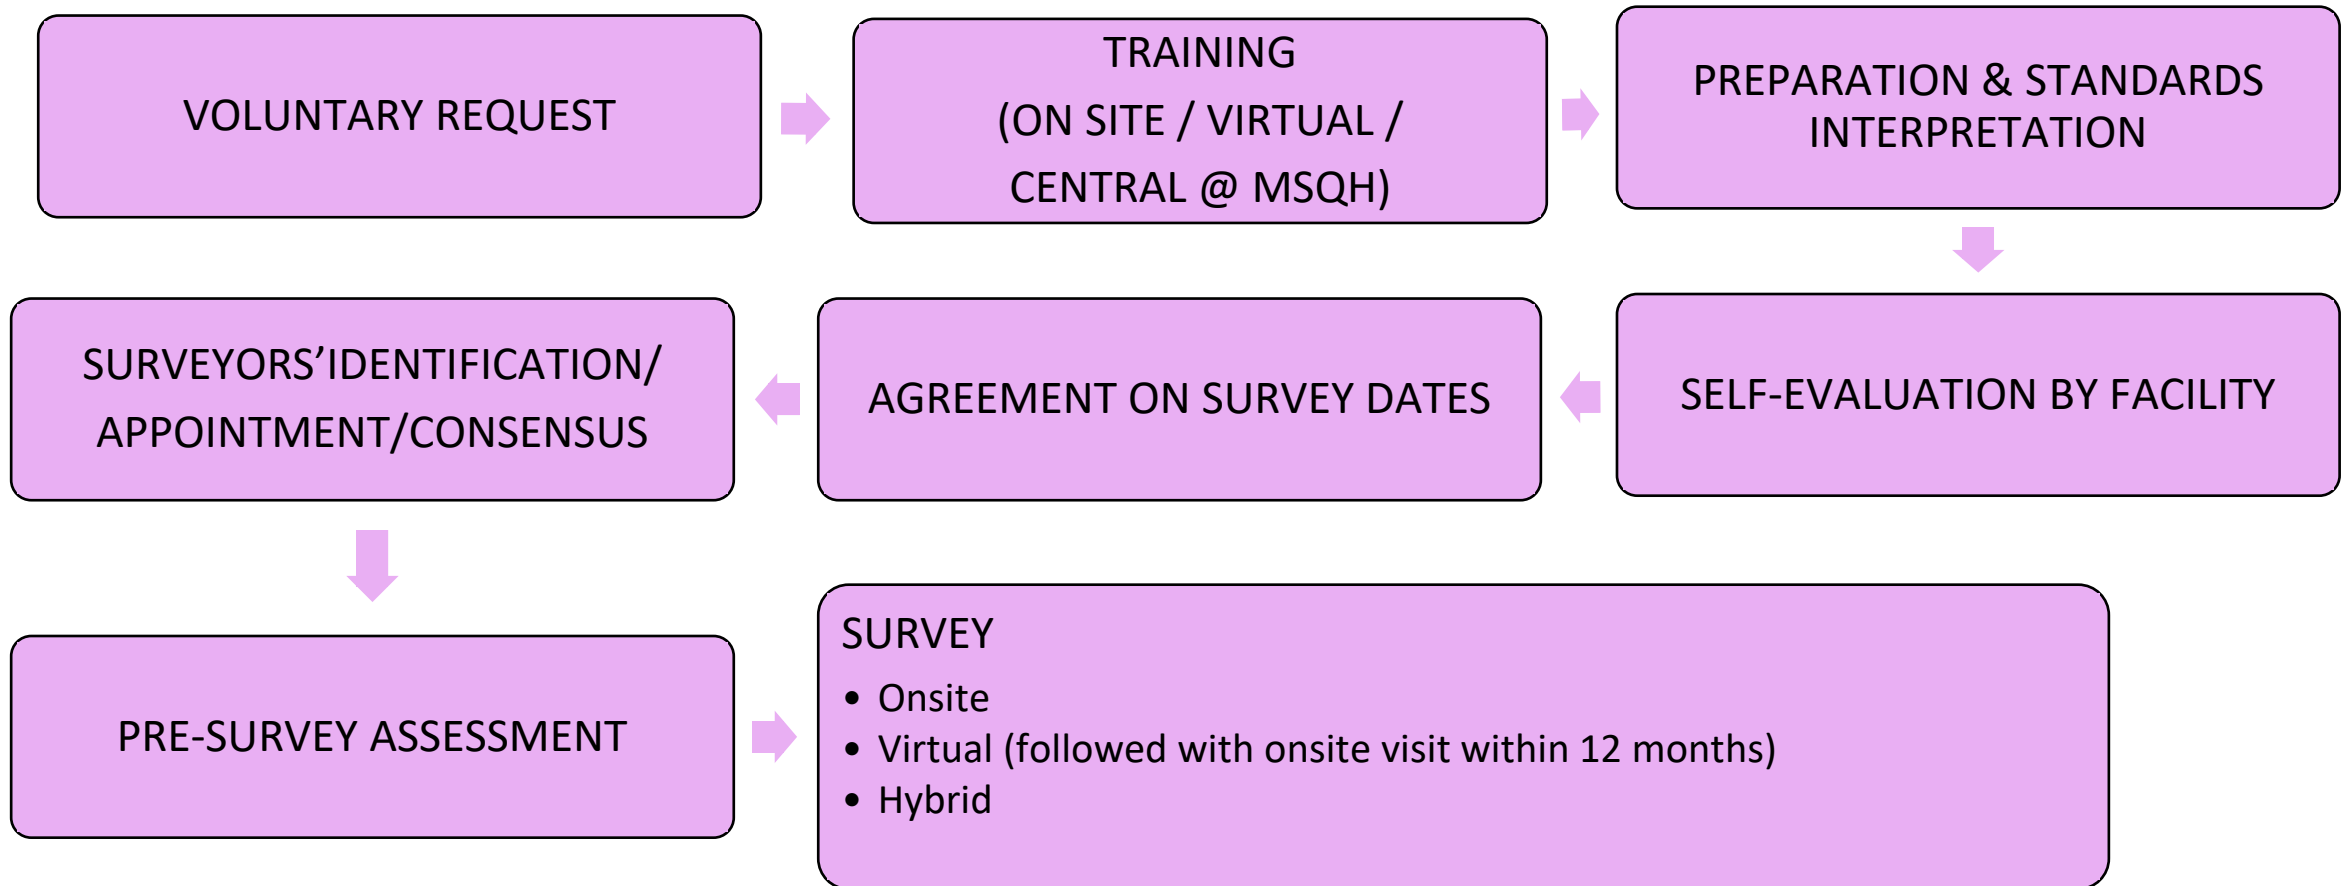 VOLUNTARY REQUEST
TRAINING
(ON SITE / VIRTUAL /
CENTRAL @ MSQH)
PREPARATION & STANDARDS
INTERPRETATION
SELF-EVALUATION BY FACILITY
AGREEMENT ON SURVEY DATES
SURVEYORS’IDENTIFICATION/
APPOINTMENT/CONSENSUS
PRE-SURVEY ASSESSMENT
SURVEY
• Onsite
• Virtual (followed with onsite visit within 12 months)
• Hybrid